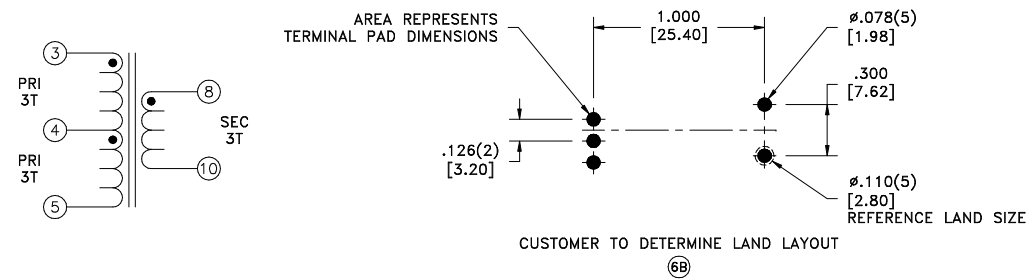 3
PRI
3T
4
PRI
3T
5
8
SEC
3T
10
AREA REPRESENTS
TERMINAL PAD DIMENSIONS
1.000
[25.40]
ø.078(5)
[1.98]
.300
[7.62]
.126(2)
[3.20]
ø.110(5)
[2.80]
REFERENCE LAND SIZE
CUSTOMER TO DETERMINE LAND LAYOUT
6B